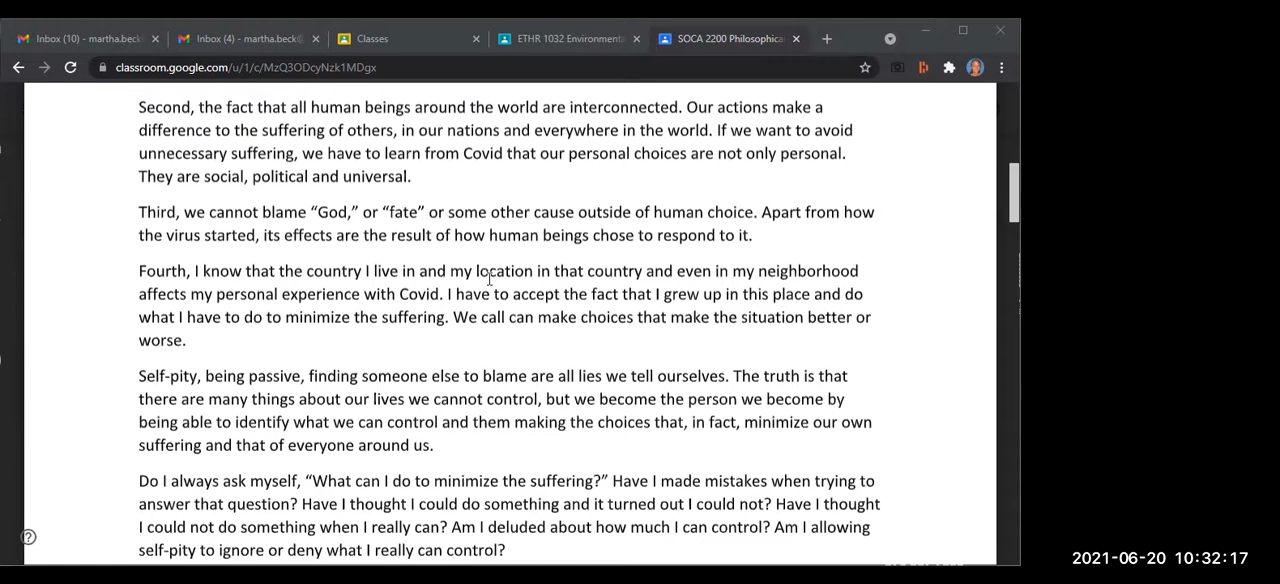 Inbox (10) - martha.beck
Inbox (4) - martha.beck@
Classes
ETHR 1032 Environmenta
SOCA 2200 Philosophica
classroom.google.com/u/1/c/MzQ3ODcyNzk1MDgx
Second, the fact that all human beings around the world are interconnected. Our actions make a
difference to the suffering of others, in our nations and everywhere in the world. If we want to avoid
unnecessary suffering, we have to learn from Covid that our personal choices are not only personal.
They are social, political and universal.
Third, we cannot blame “God,” or “fate” or some other cause outside of human choice. Apart from how
the virus started, its effects are the result of how human beings chose to respond to it.
Fourth, I know that the country I live in and my location in that country and even in my neighborhood
affects my personal experience with Covid. I have to accept the fact that I grew up in this place and do
what I have to do to minimize the suffering. We call can make choices that make the situation better or
worse.
Self-pity, being passive, finding someone else to blame are all lies we tell ourselves. The truth is that
there are many things about our lives we cannot control, but we become the person we become by
being able to identify what we can control and them making the choices that, in fact, minimize our own
suffering and that of everyone around us.
Do I always ask myself, “What can I do to minimize the suffering?” Have I made mistakes when trying to
answer that question? Have I thought I could do something and it turned out I could not? Have I thought
I could not do something when I really can? Am I deluded about how much I can control? Am I allowing
self-pity to ignore or deny what I really can control?
2021-06-20 10:32:17